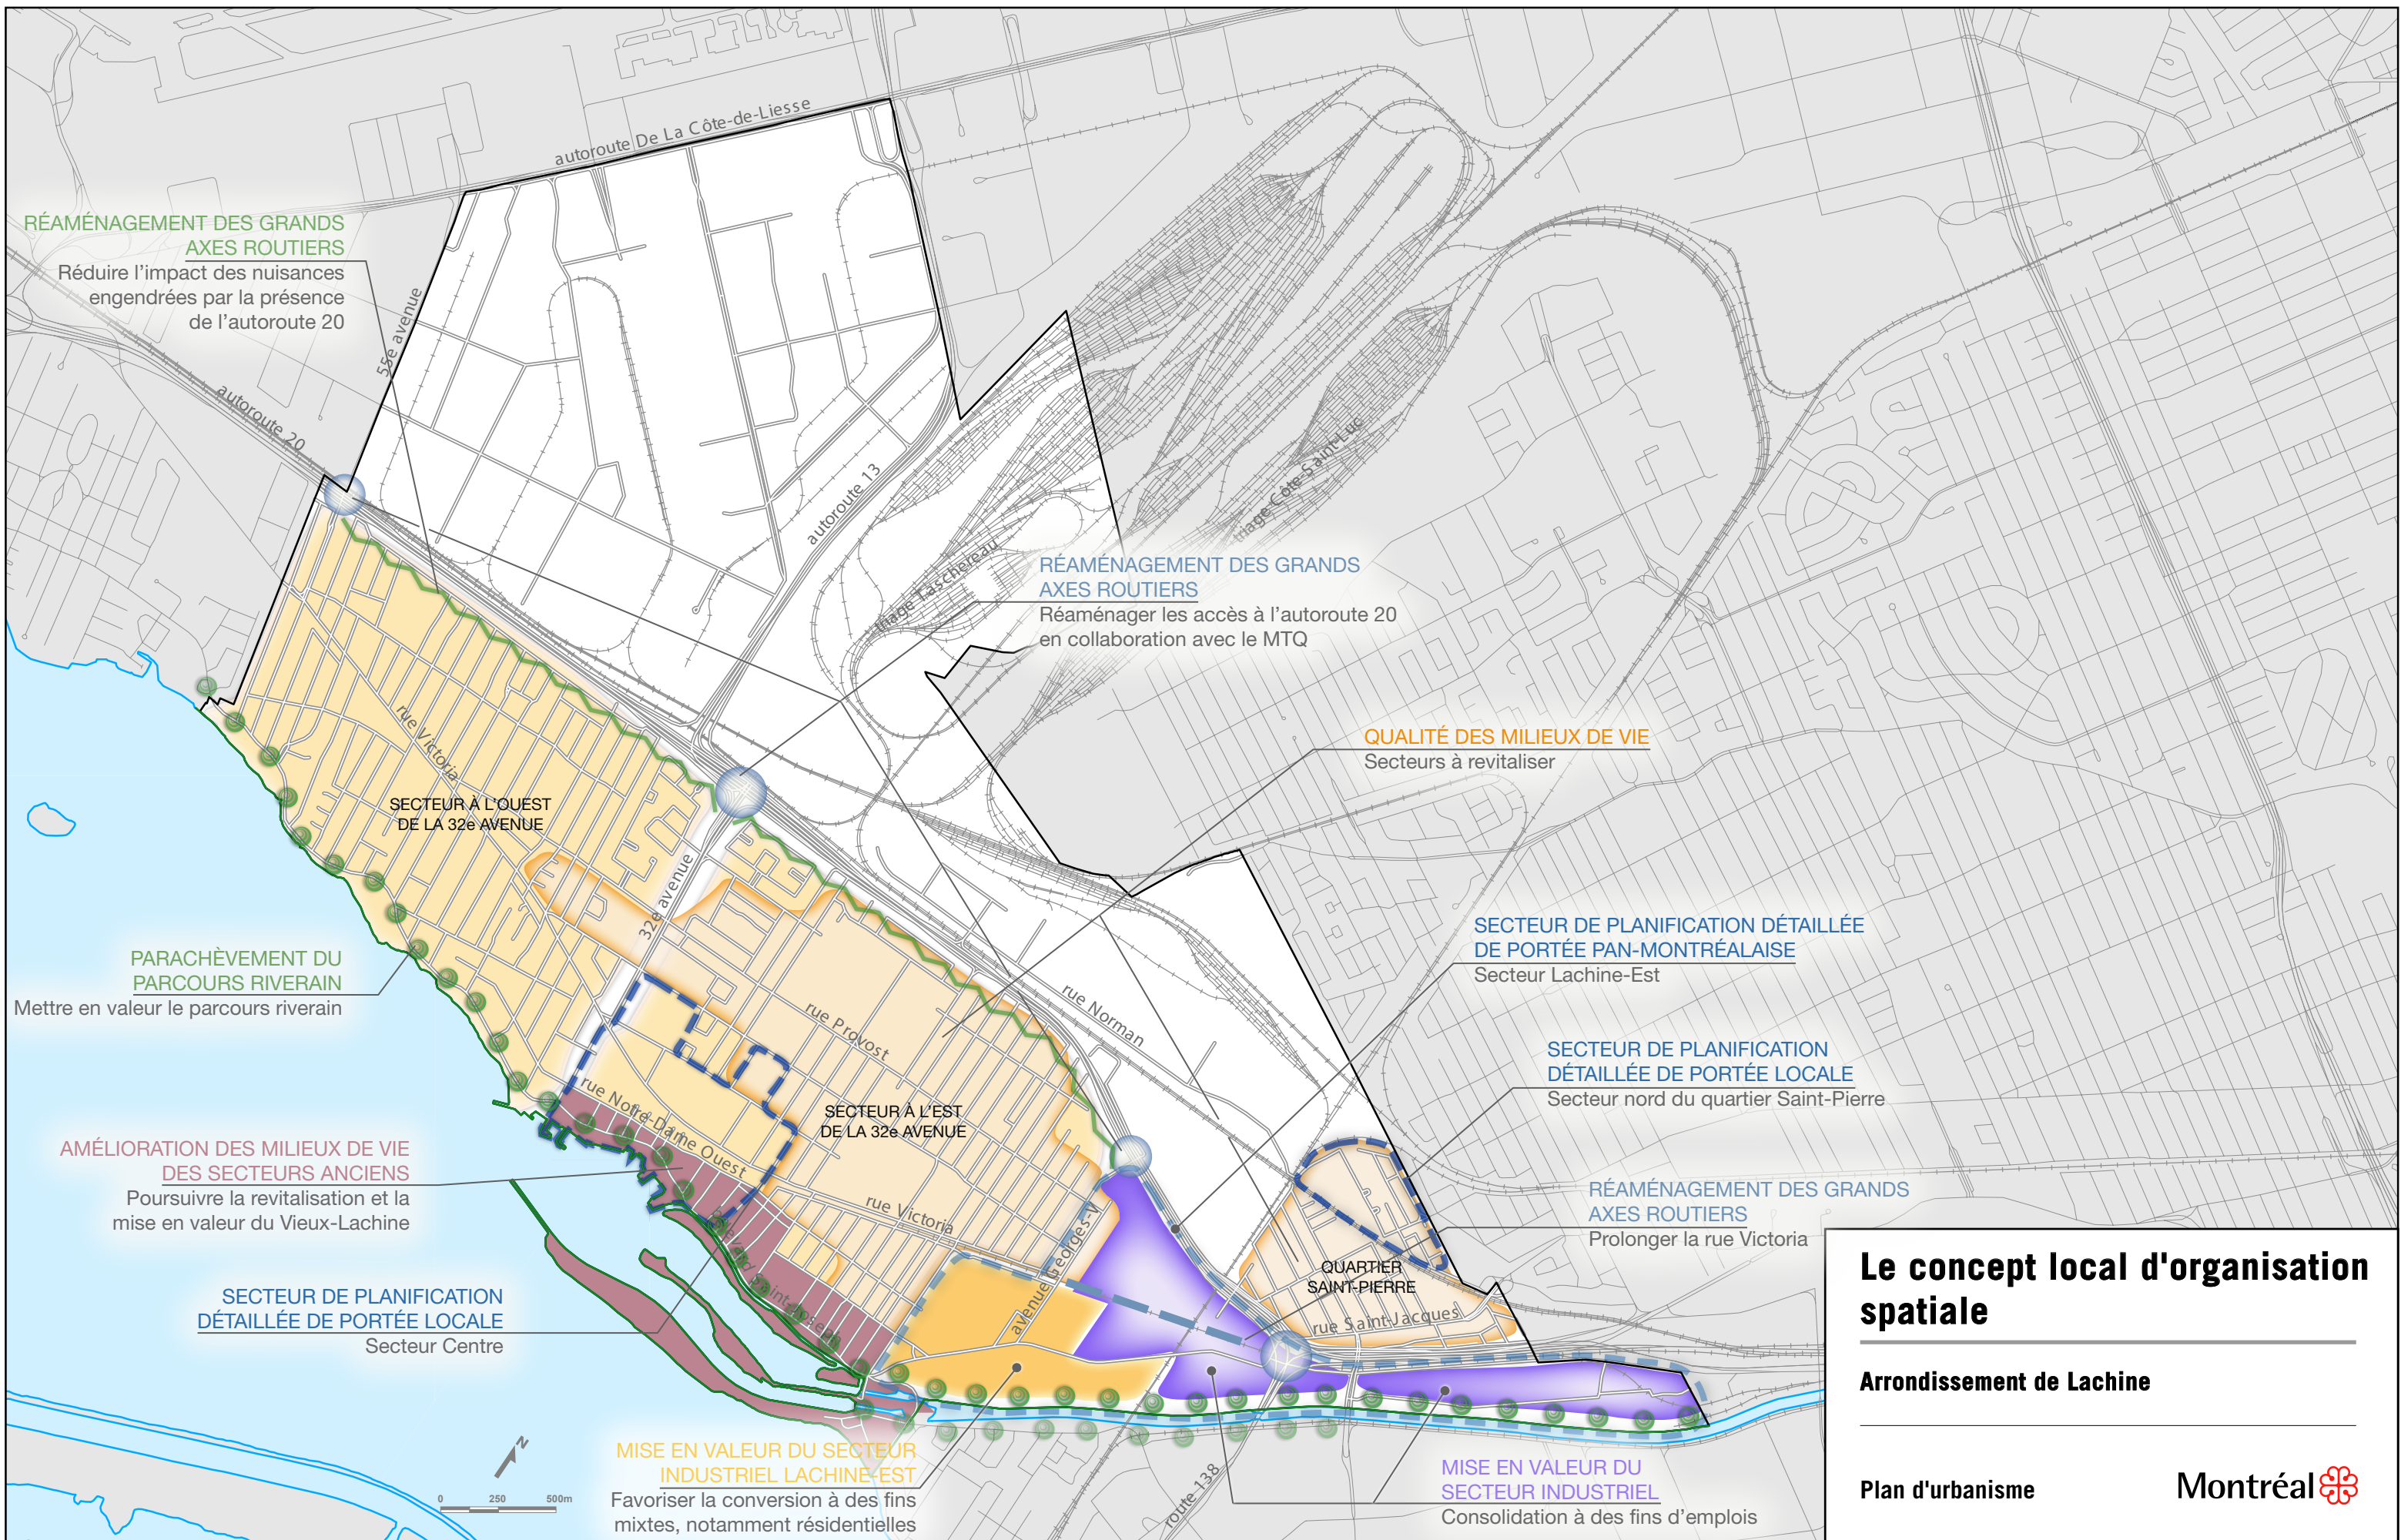 autoroute De La Côte-de-Liesse
RÉAMÉNAGEMENT DES GRANDS
AXES ROUTIERS
Réduire l'impact des nuisances
engendrées par la présence
de l'autoroute 20
55e avenue
autoroute 20
autoroute 13
triage Côte-Saint-Luc
triage Taschereau
RÉAMÉNAGEMENT DES GRANDS
AXES ROUTIERS
Réaménager les accès à l'autoroute 20
en collaboration avec le MTQ
rue Victoria
QUALITÉ DES MILIEUX DE VIE
Secteurs à revitaliser
SECTEUR À L'OUEST
DE LA 32e AVENUE
32e avenue
SECTEUR DE PLANIFICATION DÉTAILLÉE
DE PORTÉE PAN-MONTRÉALAISE
Secteur Lachine-Est
PARACHÈVEMENT DU
PARCOURS RIVERAIN
Mettre en valeur le parcours riverain
rue Norman
rue Provost
SECTEUR DE PLANIFICATION
DÉTAILLÉE DE PORTÉE LOCALE
Secteur nord du quartier Saint-Pierre
rue Notre-Dame Ouest
SECTEUR À L'EST
DE LA 32e AVENUE
AMÉLIORATION DES MILIEUX DE VIE
DES SECTEURS ANCIENS
Poursuivre la revitalisation et la
mise en valeur du Vieux-Lachine
RÉAMÉNAGEMENT DES GRANDS
AXES ROUTIERS
Prolonger la rue Victoria
rue Victoria
avenue Georges-V
boulevard Saint-Joseph
QUARTIER
SAINT-PIERRE
rue Saint-Jacques
SECTEUR DE PLANIFICATION
DÉTAILLÉE DE PORTÉE LOCALE
Secteur Centre
Le concept local d'organisation
spatiale
Arrondissement de Lachine
Plan d'urbanisme
Montréal
MISE EN VALEUR DU SECTEUR
INDUSTRIEL LACHINE-EST
Favoriser la conversion à des fins
mixtes, notamment résidentielles
MISE EN VALEUR DU
SECTEUR INDUSTRIEL
Consolidation à des fins d'emplois
route 138
N
0 250 500m